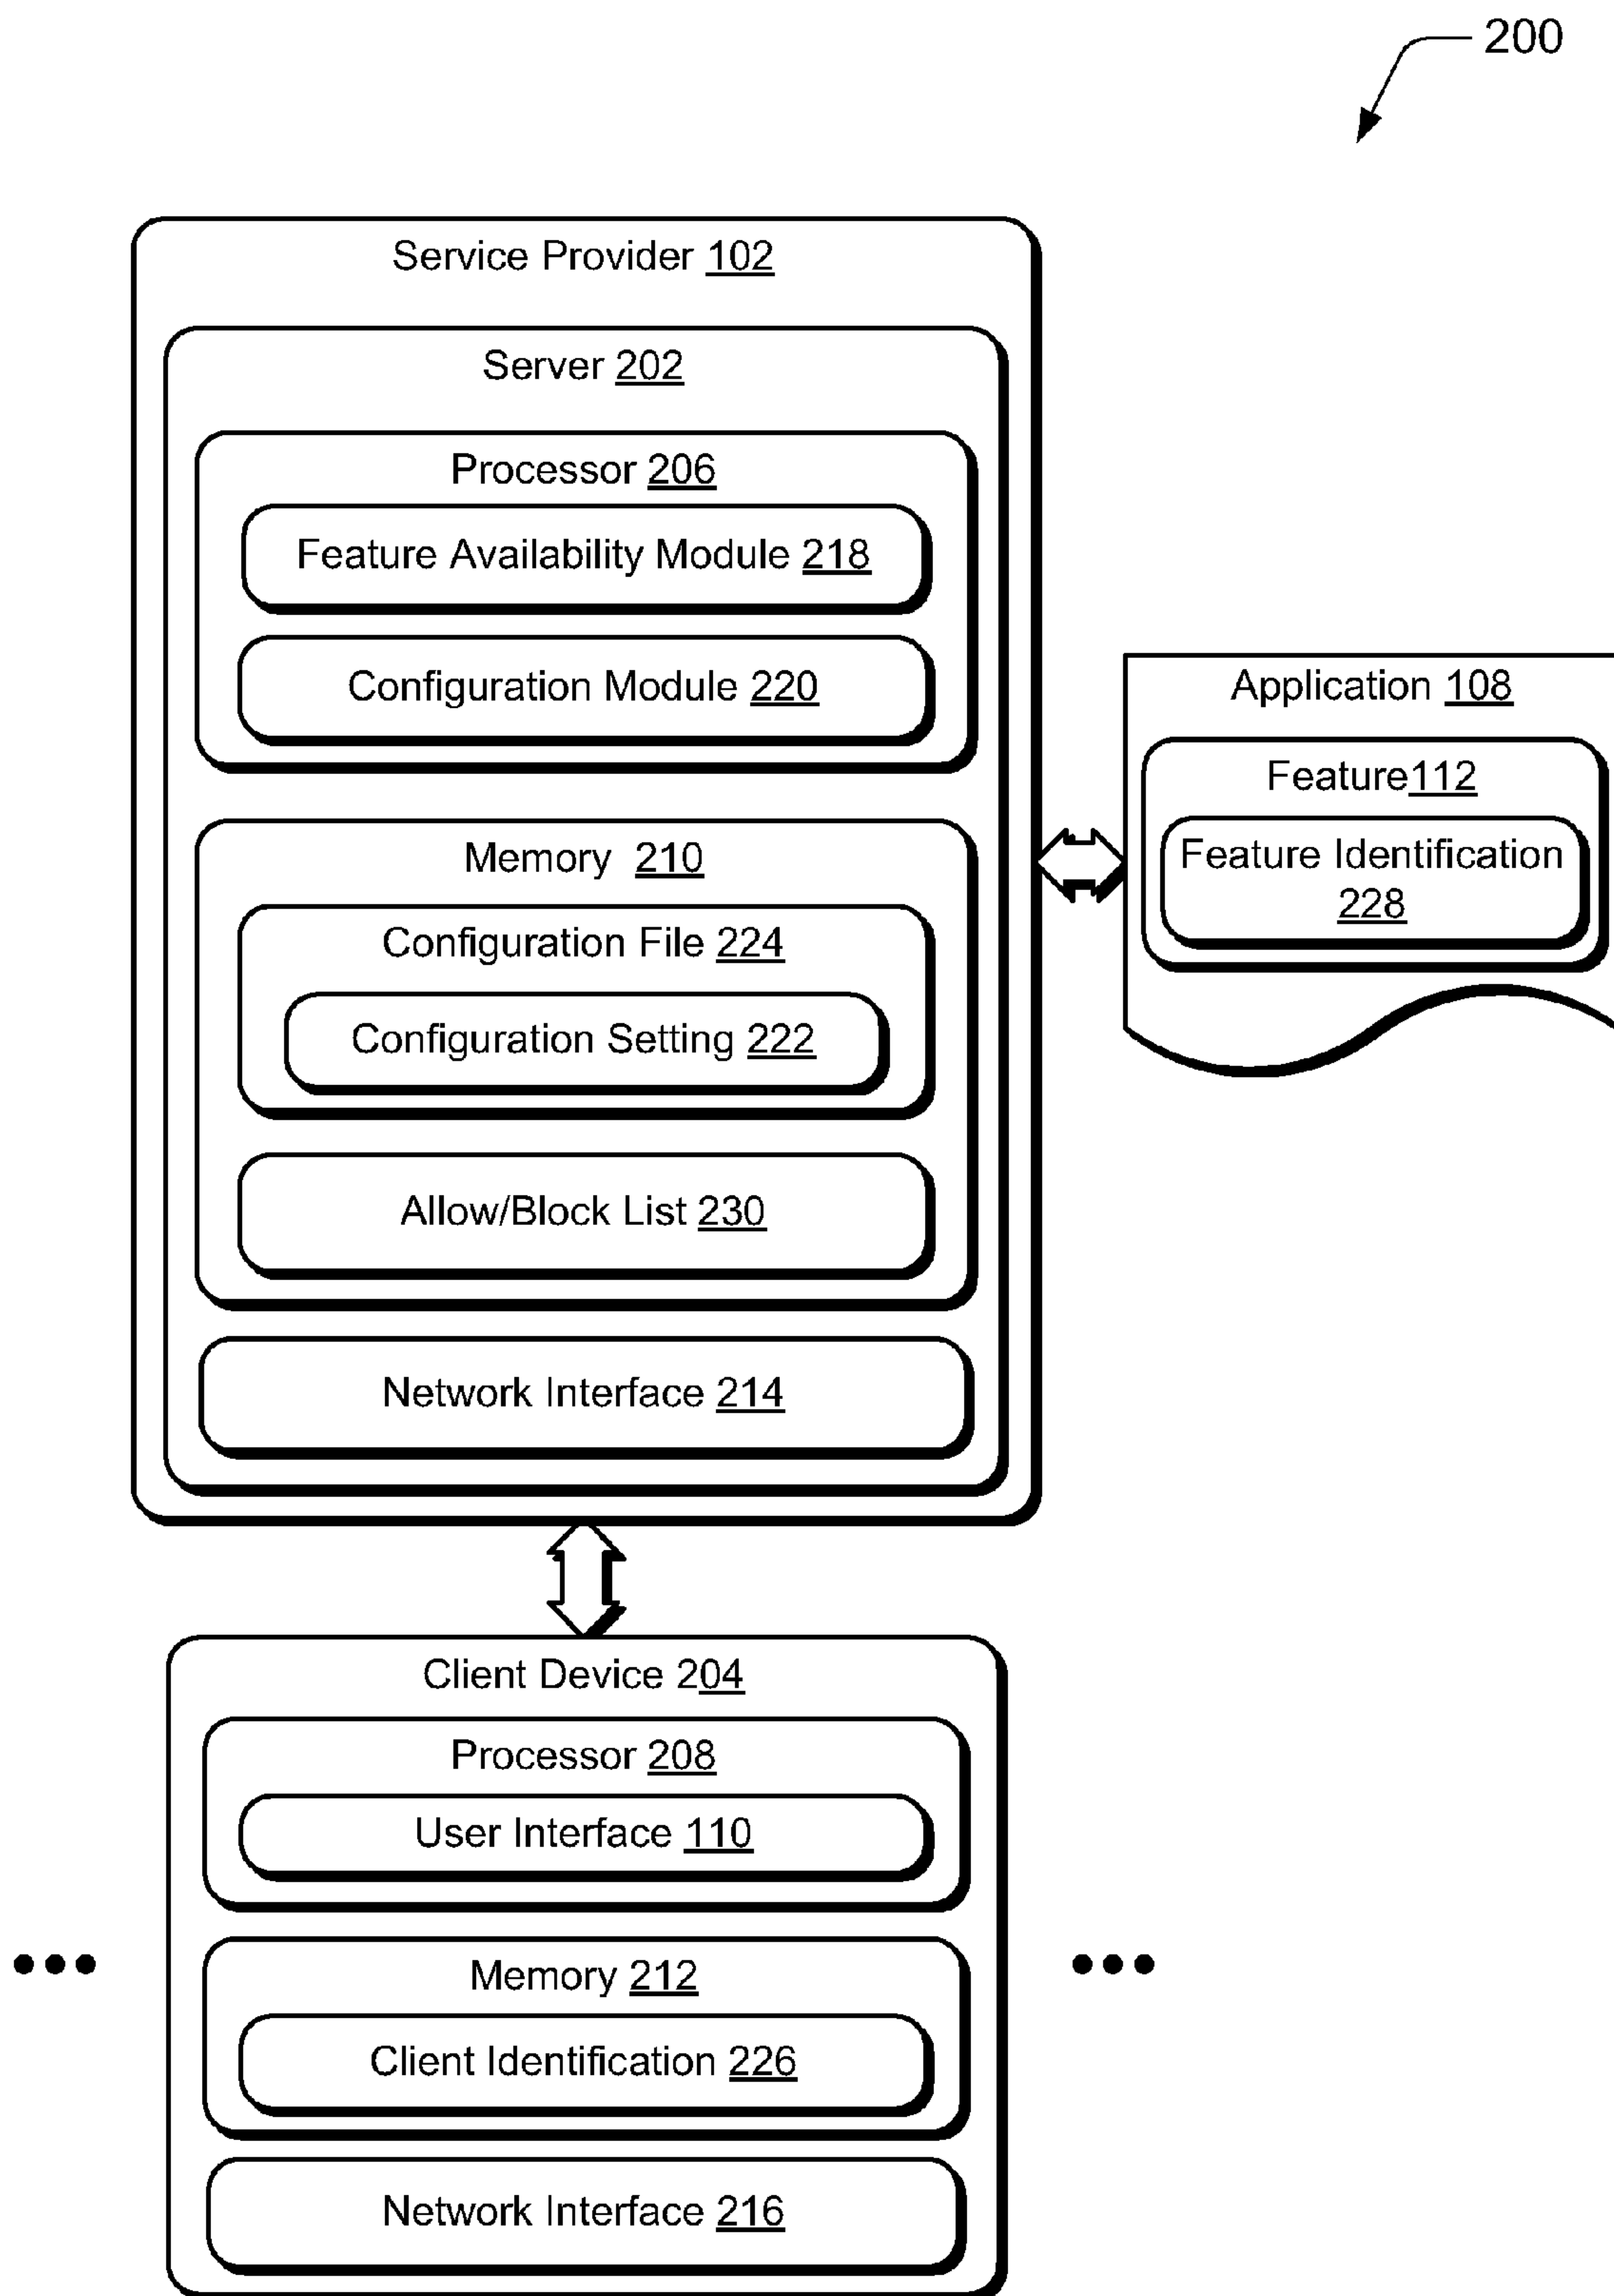 200
Service Provider 102
Server 202
Processor 206
Feature Availability Module 218
Configuration Module 220
Memory 210
Configuration File 224
Configuration Setting 222
Allow/Block List 230
Network Interface 214
Application 108
Feature112
Feature Identification
228
Client Device 204
Processor 208
User Interface 110
Memory 212
Client Identification 226
Network Interface 216